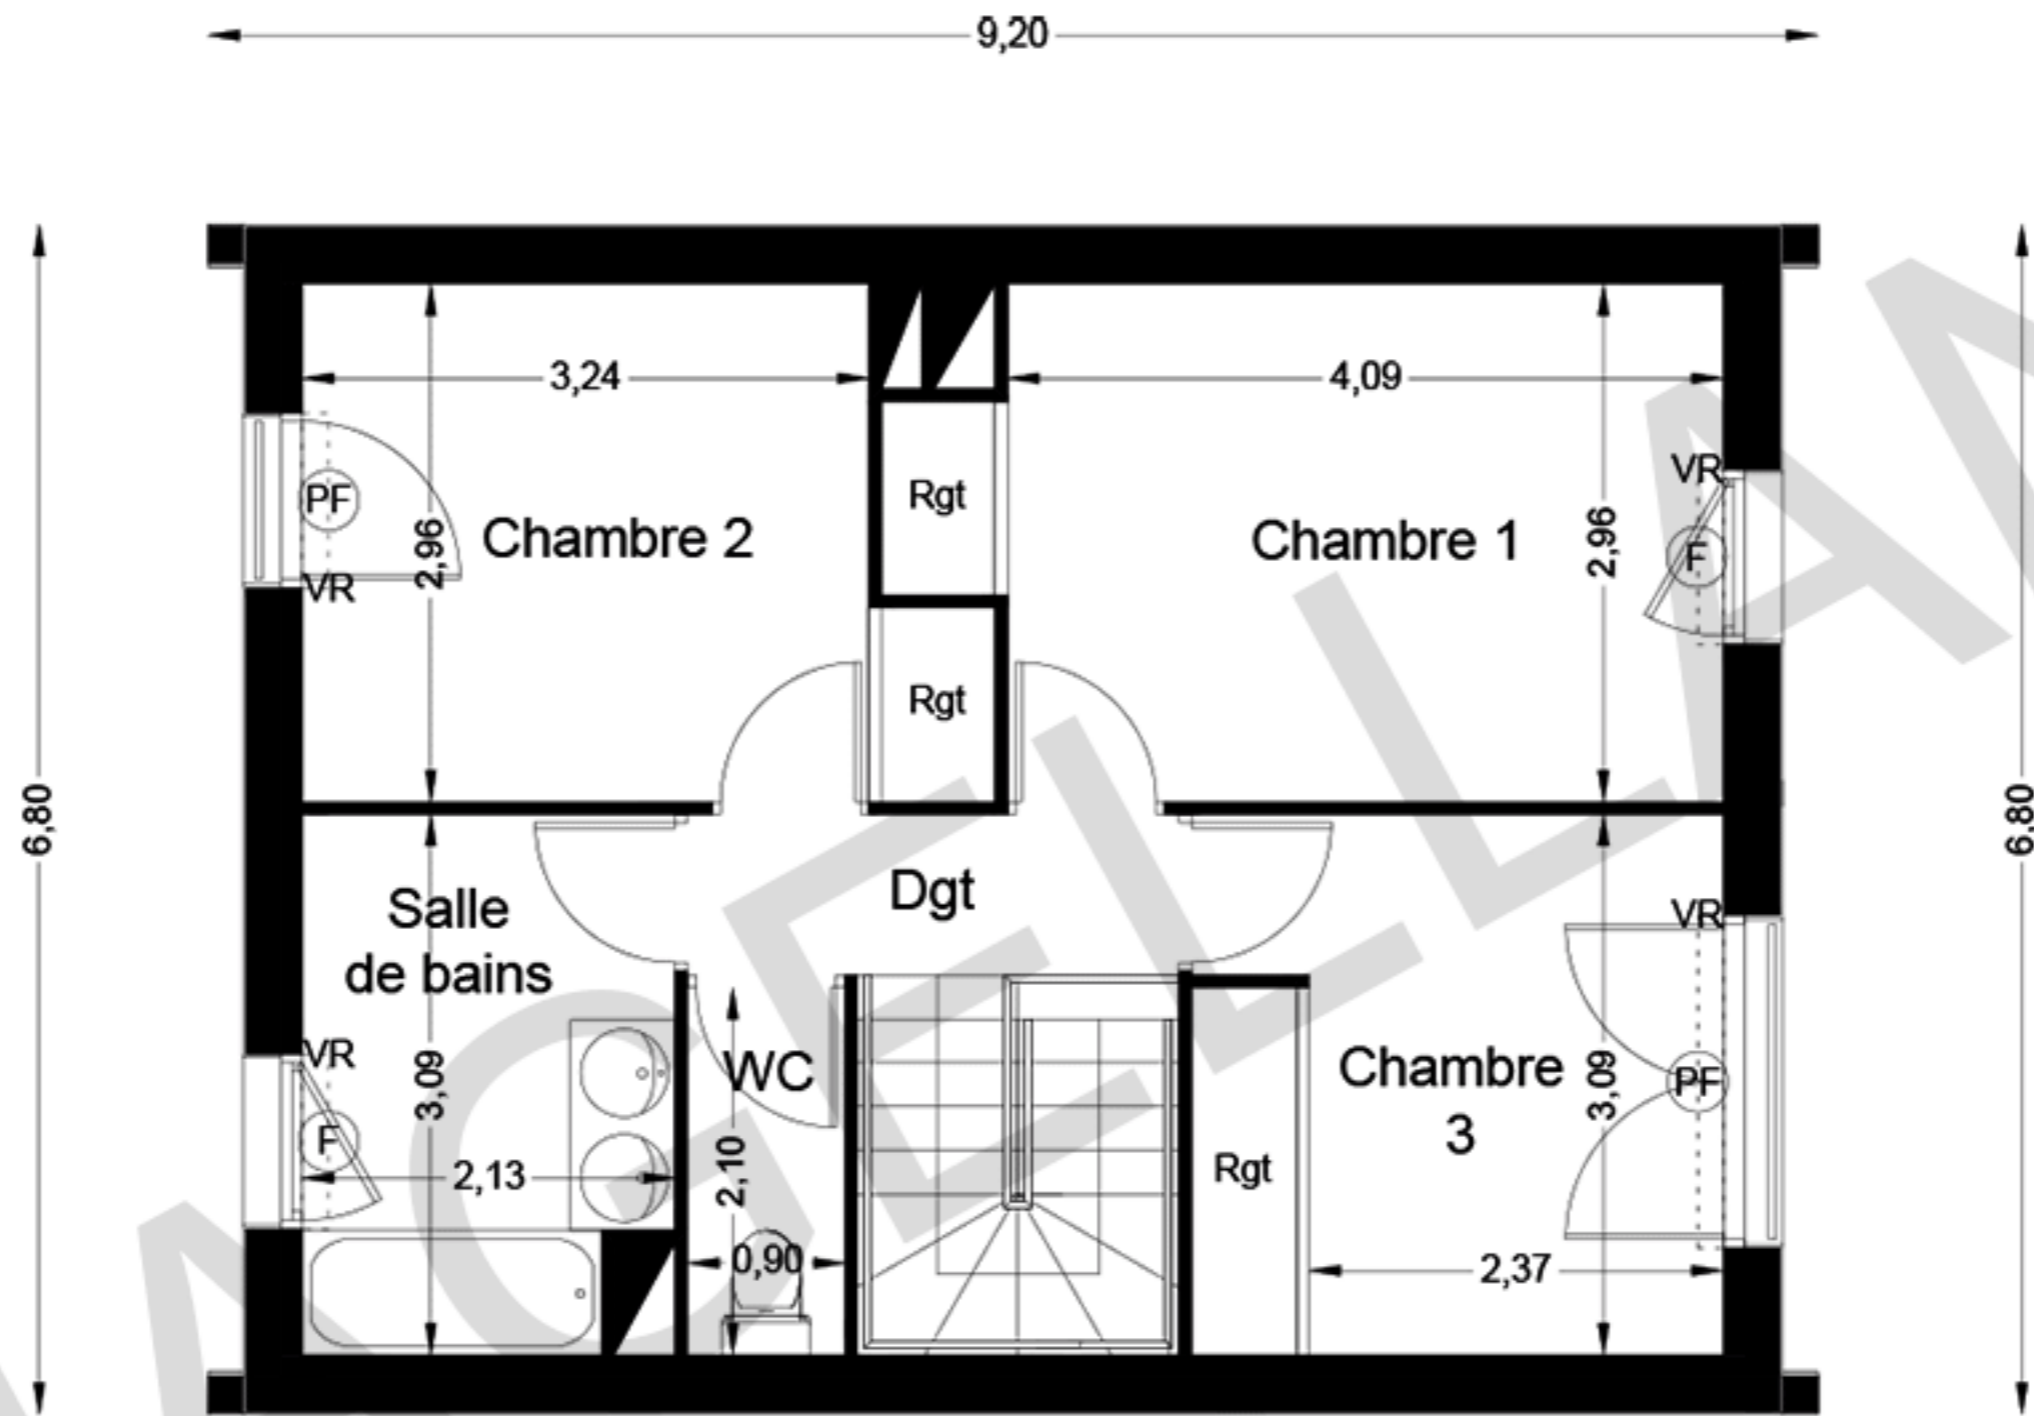 9,20
3,24
4,09
VR
Rgt
PF
Chambre 2
2,96
Chambre 1
2,96
F
VR
Rgt
6,80
6,80
Dgt
Salle
de bains
VR
VR
WC
Chambre
3
3,09
3,09
PF
F
2,13
2,10
Rgt
0,90
2,37
AGELLAN